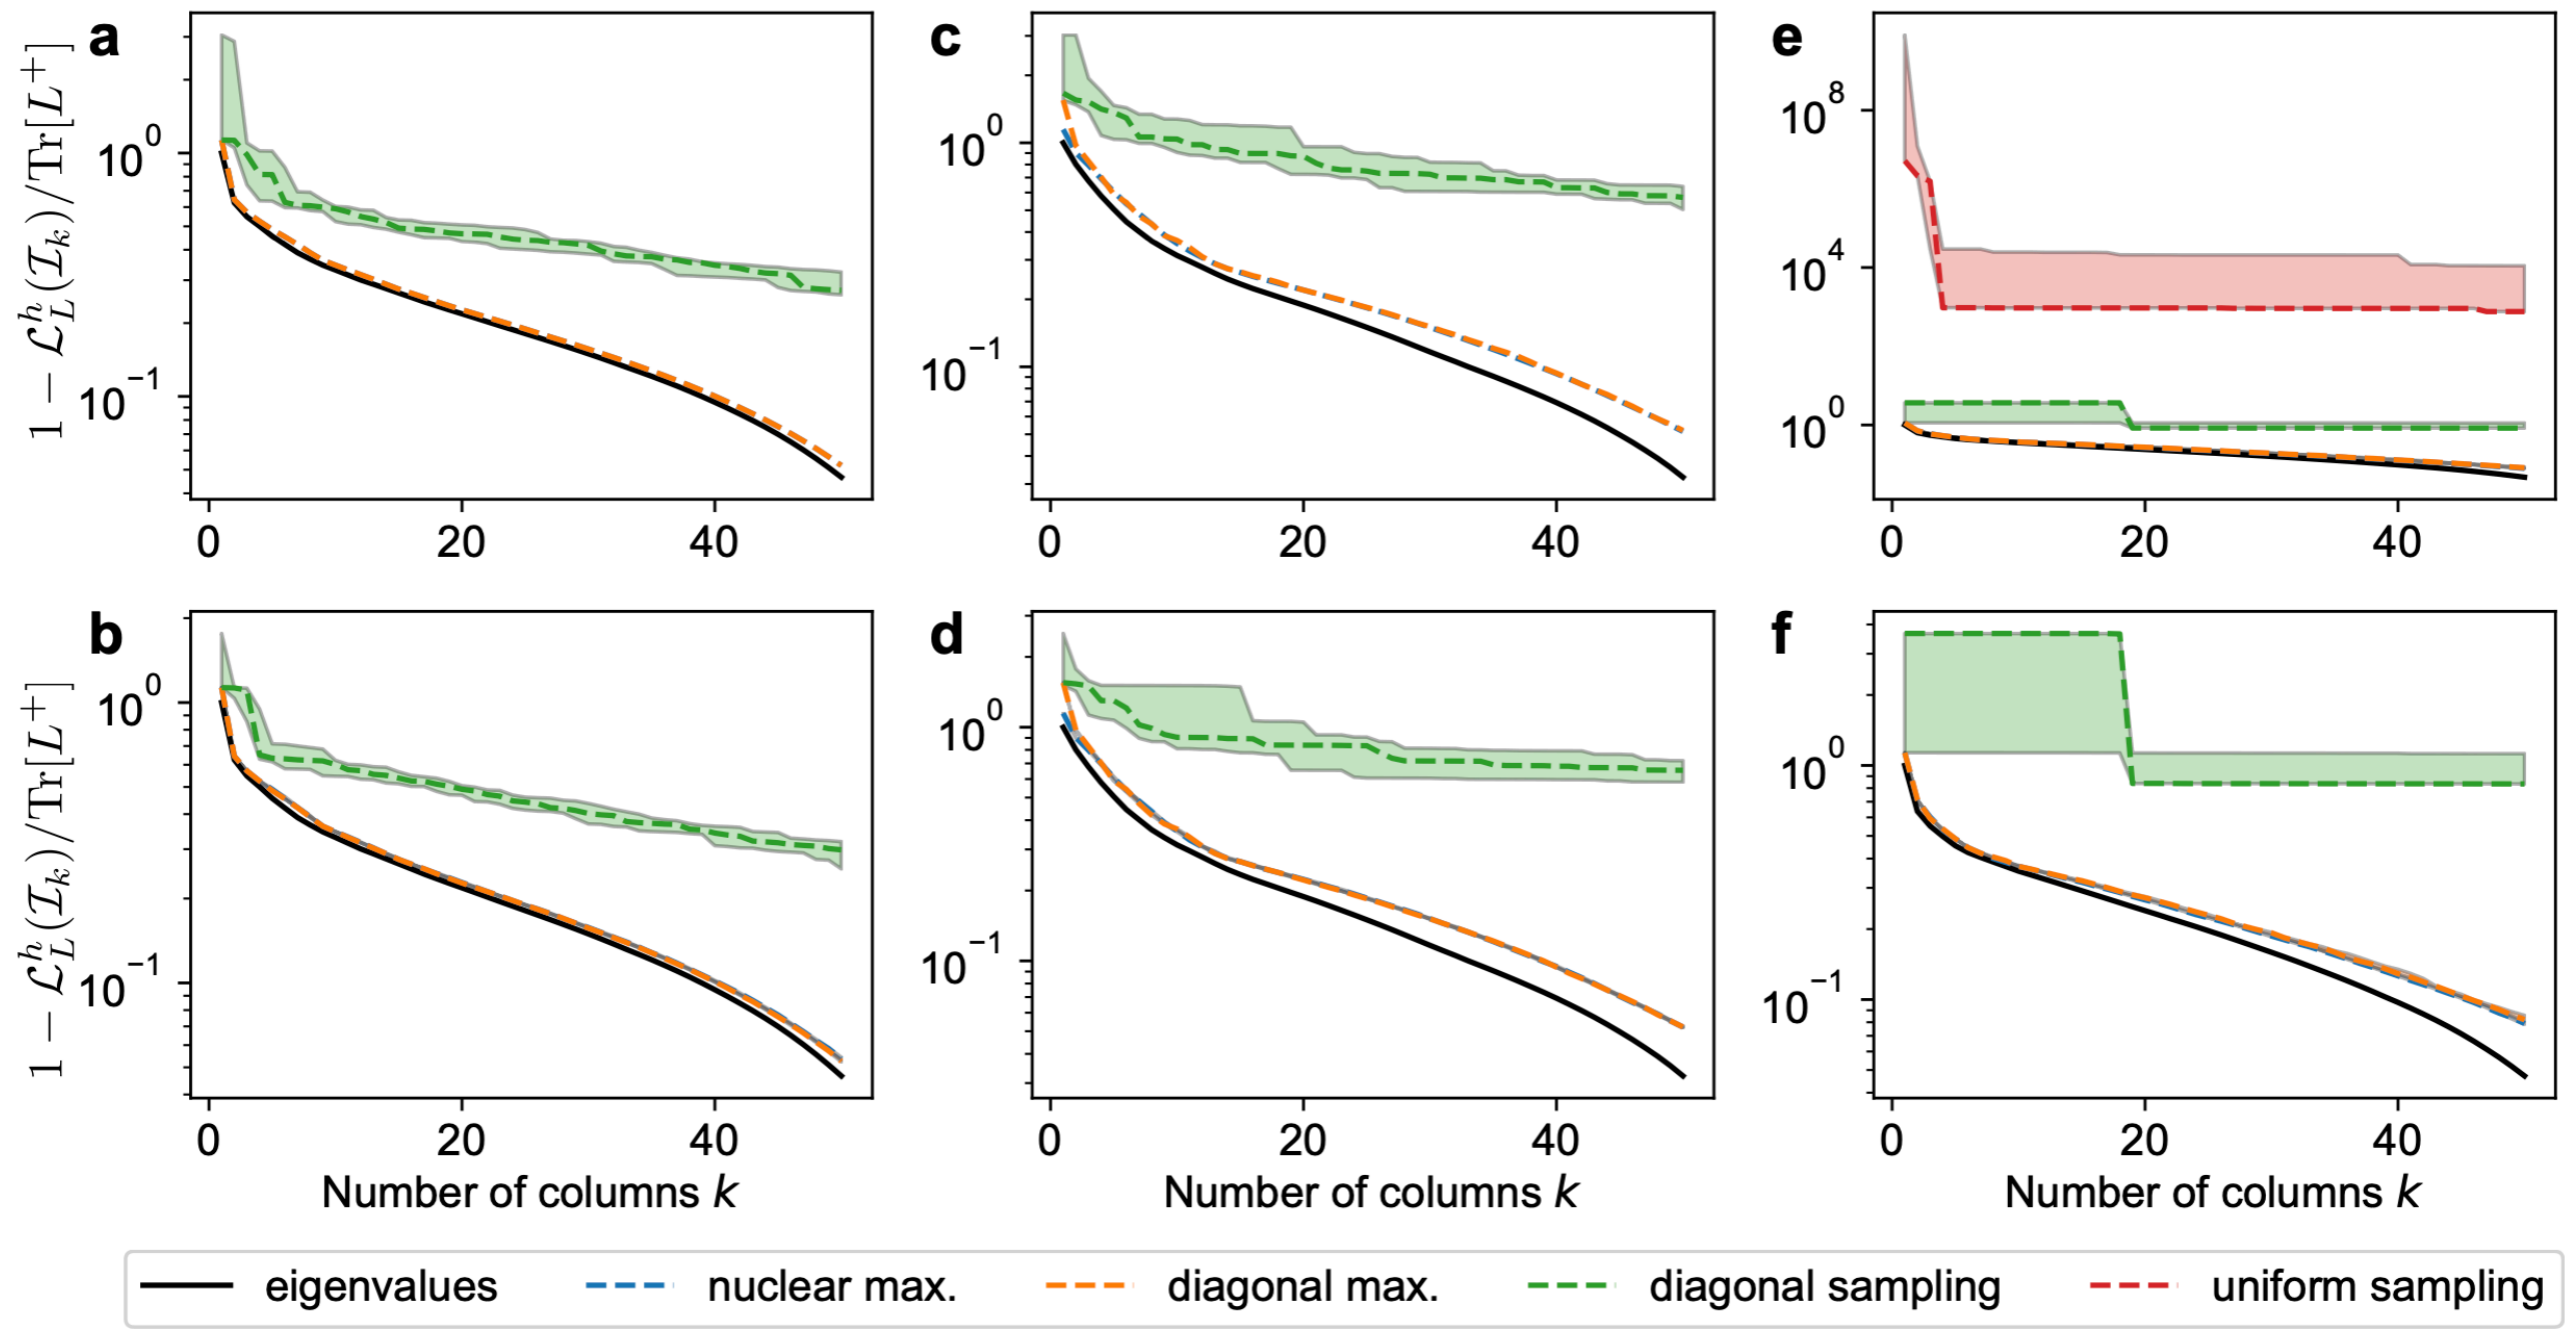 a
1 − ℒ_L^h(ℐ_k)/Tr[L^+]
10^0
10^−1
0 20 40
c
10^0
10^−1
0 20 40
e
10^8
10^4
10^0
0 20 40
b
1 − ℒ_L^h(ℐ_k)/Tr[L^+]
10^0
10^−1
0 20 40
Number of columns k
d
10^0
10^−1
0 20 40
Number of columns k
f
10^0
10^−1
0 20 40
Number of columns k
eigenvalues nuclear max. diagonal max. diagonal sampling uniform sampling